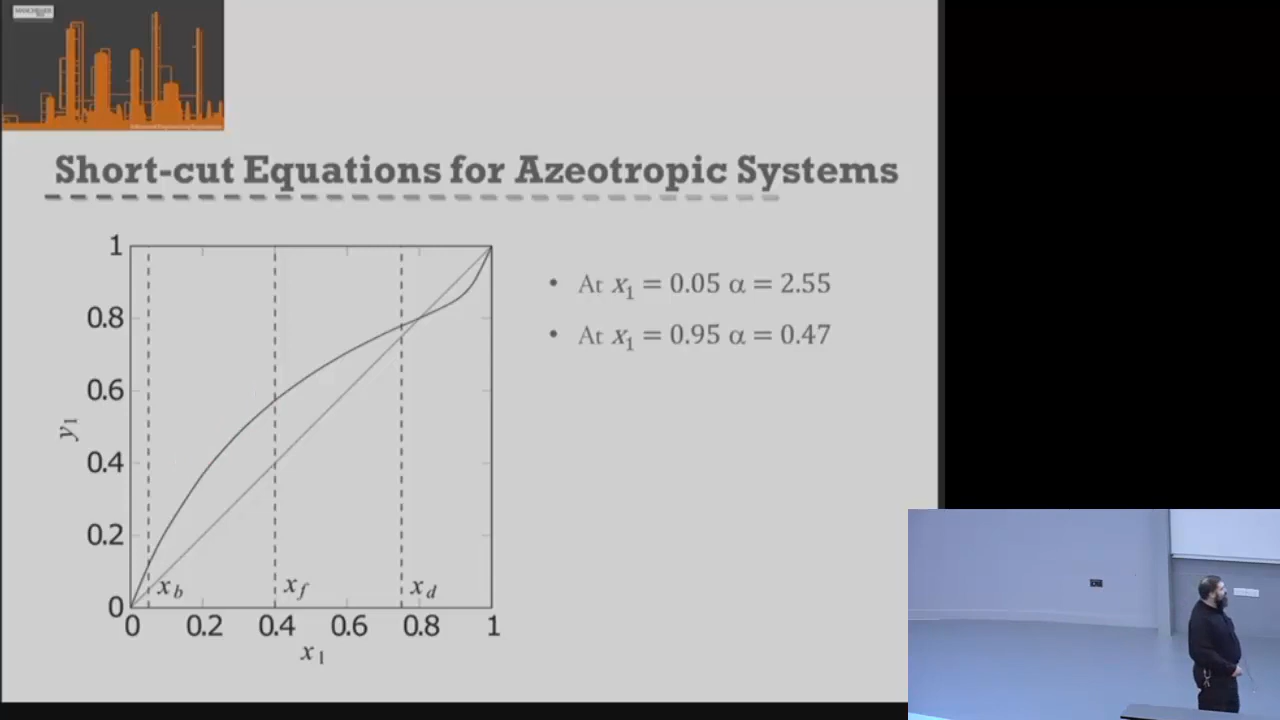 MANCHESTER
Short-cut Equations for Azeotropic Systems
• At x₁ = 0.05 α = 2.55
• At x₁ = 0.95 α = 0.47
1
0.8
0.6
0.4
0.2
0
y₁
x_b
x_f
x_d
0 0.2 0.4 0.6 0.8 1
x₁